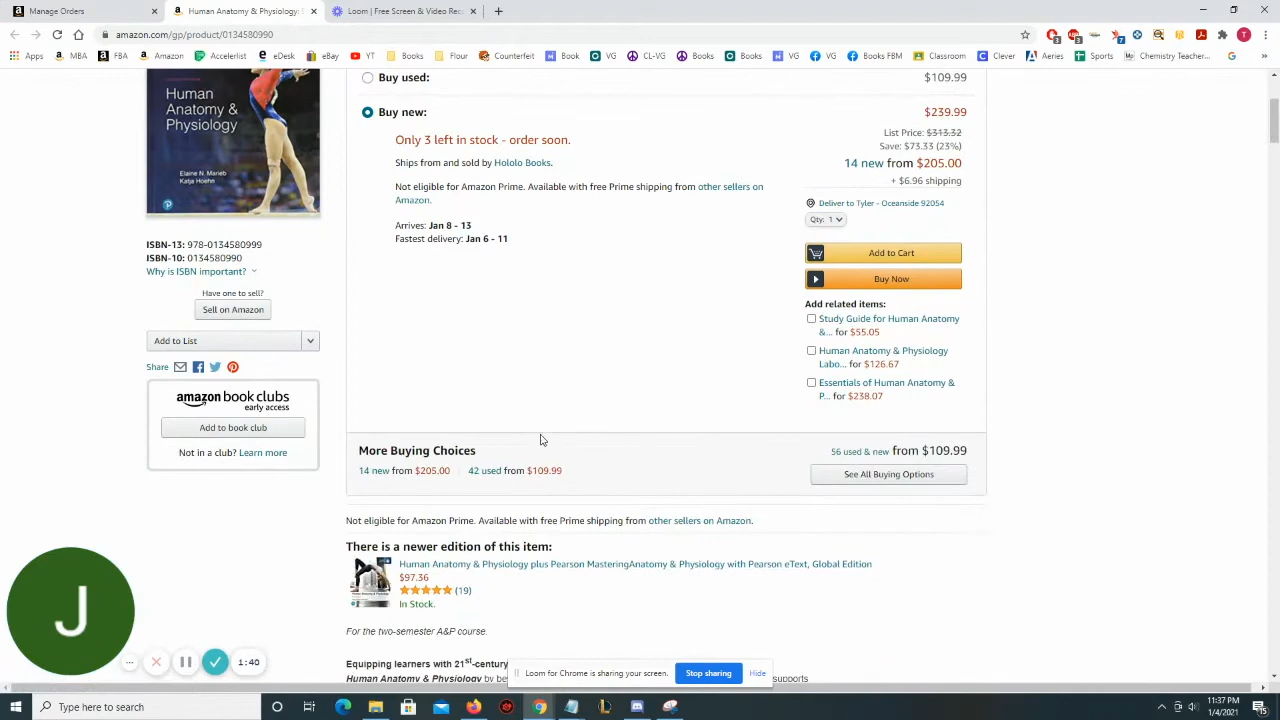 Manage Orders
Human Anatomy & Physiology:
Loom | Free Screen & Video Rec
amazon.com/gp/product/0134580990
Apps
MBA
FBA
Amazon
Accelerlist
eDesk
eBay
YT
Books
Flour
Counterfeit
Book
VG
CL-VG
Books
Books
VG
VG
Books FBM
Classroom
Clever
Aeries
Sports
Chemistry Teacher...
Human
Anatomy &
Physiology
Elaine N. Marieb
Katja Hoehn
ISBN-13: 978-0134580999
ISBN-10: 0134580990
Why is ISBN important?
Have one to sell?
Sell on Amazon
Add to List
Share
amazon book clubs
early access
Add to book club
Not in a club? Learn more
Buy used:
$109.99
Buy new:
$239.99
Only 3 left in stock - order soon.
Ships from and sold by Hololo Books.
Not eligible for Amazon Prime. Available with free Prime shipping from other sellers on
Amazon.
Arrives: Jan 8 - 13
Fastest delivery: Jan 6 - 11
List Price: $313.32
Save: $73.33 (23%)
14 new from $205.00
+ $6.96 shipping
Deliver to Tyler - Oceanside 92054
Qty: 1
Add to Cart
Buy Now
Add related items:
Study Guide for Human Anatomy
&... for $55.05
Human Anatomy & Physiology
Labo... for $126.67
Essentials of Human Anatomy &
P... for $238.07
More Buying Choices
14 new from $205.00 | 42 used from $109.99
56 used & new from $109.99
See All Buying Options
Not eligible for Amazon Prime. Available with free Prime shipping from other sellers on Amazon.
There is a newer edition of this item:
Human Anatomy & Physiology plus Pearson MasteringAnatomy & Physiology with Pearson eText, Global Edition
$97.36
(19)
In Stock.
For the two-semester A&P course.
Equipping learners with 21st-century
Human Anatomy & Physiology by be
supports
J
1:40
Loom for Chrome is sharing your screen.
Stop sharing
Hide
Type here to search
11:37 PM
1/4/2021